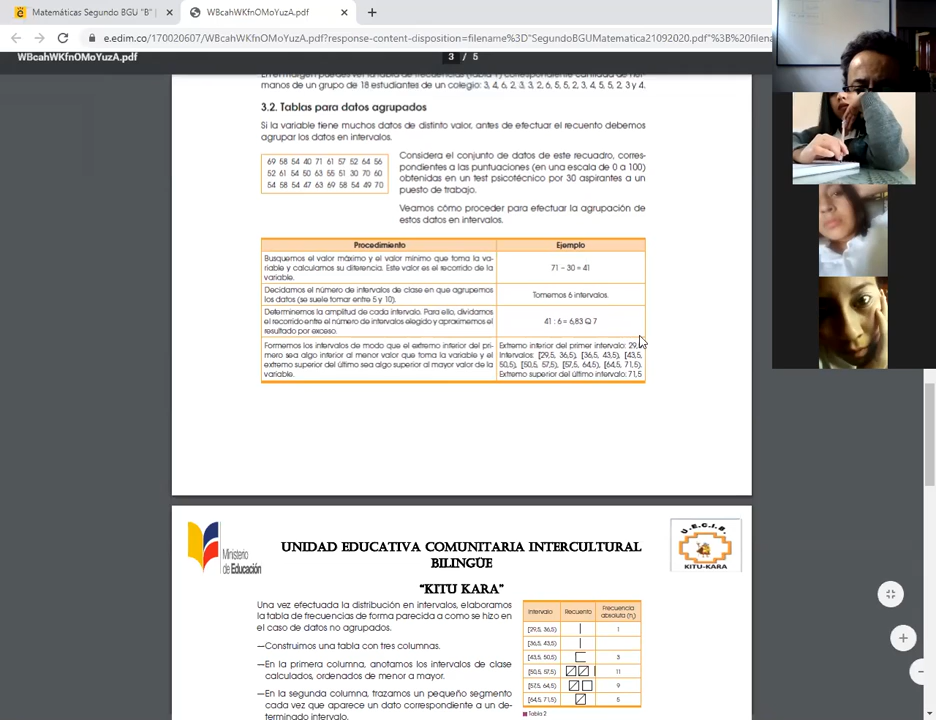 Matemáticas Segundo BGU "B"
WBcahWKfnOMoYuzA.pdf
e.edim.co/170020607/WBcahWKfnOMoYuzA.pdf?response-content-disposition=filename%3D"SegundoBGUMatematica21092020.pdf"%3B%20filena
WBcahWKfnOMoYuzA.pdf
3 / 5
manos de un grupo de 18 estudiantes de un colegio: 3, 4, 6, 2, 3, 3, 2, 6, 5, 5, 2, 3, 4, 5, 5, 2, 3 y 4.
3.2. Tablas para datos agrupados
Si la variable tiene muchos datos de distinto valor, antes de efectuar el recuento debemos
agrupar los datos en intervalos.
69 58 54 40 71 61 57 52 64 56
52 61 54 50 63 55 51 30 70 60
54 58 54 47 63 69 58 54 49 70
Considera el conjunto de datos de este recuadro, corres-
pondientes a las puntuaciones (en una escala de 0 a 100)
obtenidas en un test psicotécnico por 30 aspirantes a un
puesto de trabajo.
Veamos cómo proceder para efectuar la agrupación de
estos datos en intervalos.
Procedimiento
Ejemplo
Busquemos el valor máximo y el valor mínimo que toma la va-
riable y calculamos su diferencia. Este valor es el recorrido de la
variable.
71 – 30 = 41
Decidamos el número de intervalos de clase en que agrupemos
los datos (se suele tomar entre 5 y 10).
Tomemos 6 intervalos.
Determinemos la amplitud de cada intervalo. Para ello, dividamos
el recorrido entre el número de intervalos elegido y aproximemos el
resultado por exceso.
41 : 6 = 6,83 Ω 7
Formemos los intervalos de modo que el extremo inferior del pri-
mero sea algo inferior al menor valor que toma la variable y el
extremo superior del último sea algo superior al mayor valor de la
variable.
Extremo inferior del primer intervalo: 29,
Intervalos: [29,5, 36,5), [36,5, 43,5), [43,5,
50,5), [50,5, 57,5), [57,5, 64,5), [64,5, 71,5).
Extremo superior del último intervalo: 71,5
Ministerio
de Educación
UNIDAD EDUCATIVA COMUNITARIA INTERCULTURAL
BILINGÜE
"KITU KARA"
U.E.C.I.B.
KITU-KARA
Una vez efectuada la distribución en intervalos, elaboramos
la tabla de frecuencias de forma parecida a como se hizo en
el caso de datos no agrupados.
—Construimos una tabla con tres columnas.
—En la primera columna, anotamos los intervalos de clase
calculados, ordenados de menor a mayor.
—En la segunda columna, trazamos un pequeño segmento
cada vez que aparece un dato correspondiente a un de-
terminado intervalo.
Intervalo Recuento Frecuencia
absoluta (nᵢ)
[29,5, 36,5) 1
[36,5, 43,5)
[43,5, 50,5) 3
[50,5, 57,5) 11
[57,5, 64,5) 9
[64,5, 71,5) 5
Tabla 2